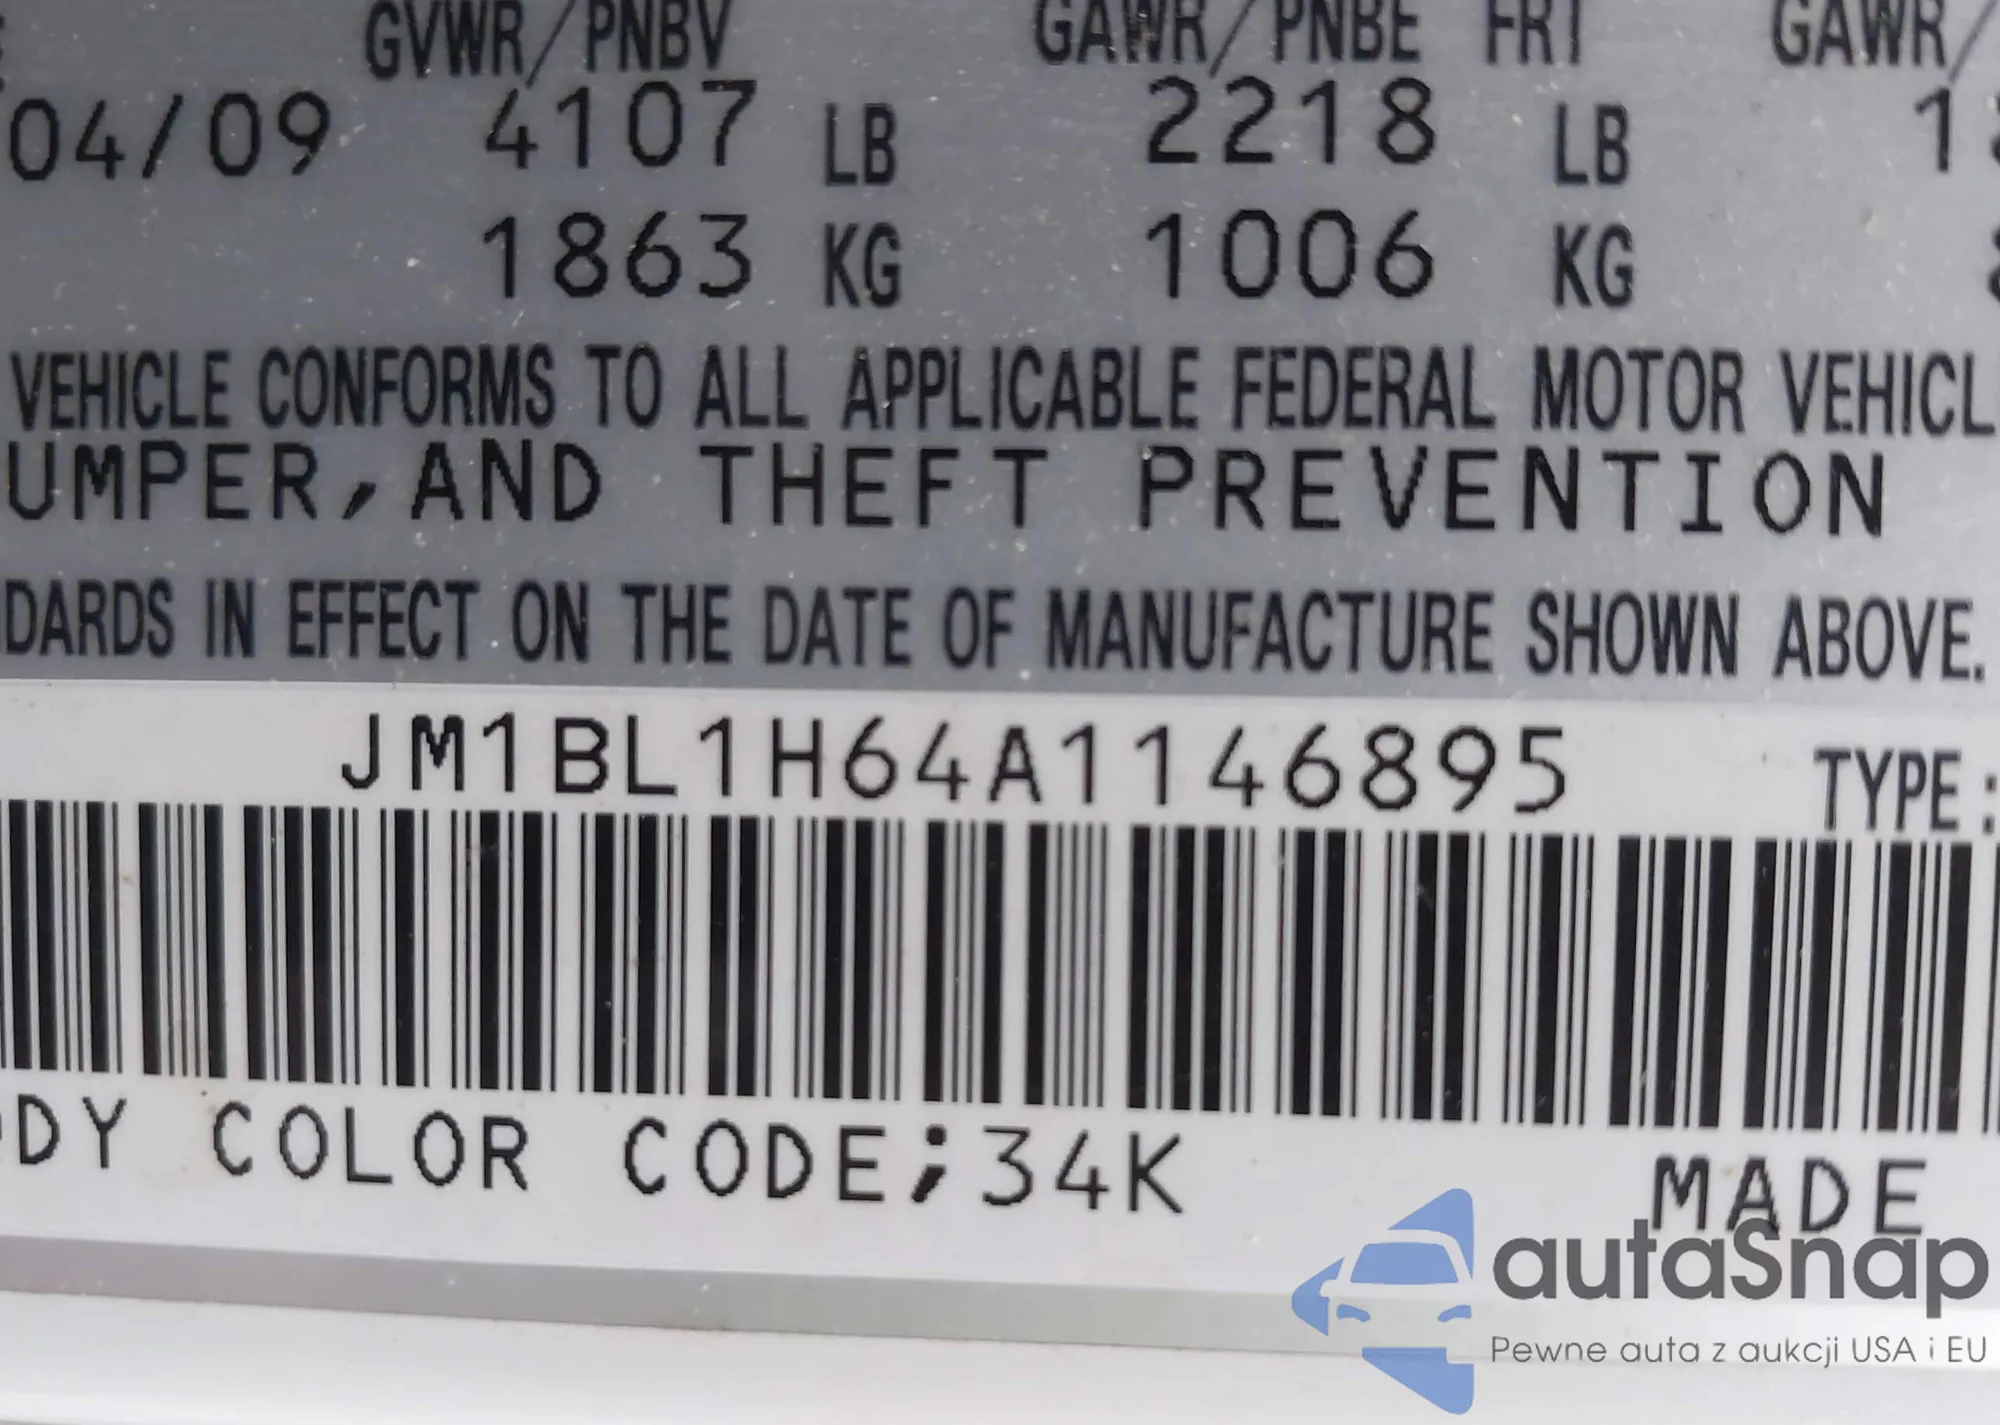 GVWR/PNBV GAWR/PNBE FRT GAWR/
04/09 4107 LB 2218 LB 1
1863 KG 1006 KG
VEHICLE CONFORMS TO ALL APPLICABLE FEDERAL MOTOR VEHICL
UMPER,AND THEFT PREVENTION
DARDS IN EFFECT ON THE DATE OF MANUFACTURE SHOWN ABOVE.
JM1BL1H64A1146895 TYPE:
DY COLOR CODE;34K MADE
autaSnap
Pewne auta z aukcji USA i EU